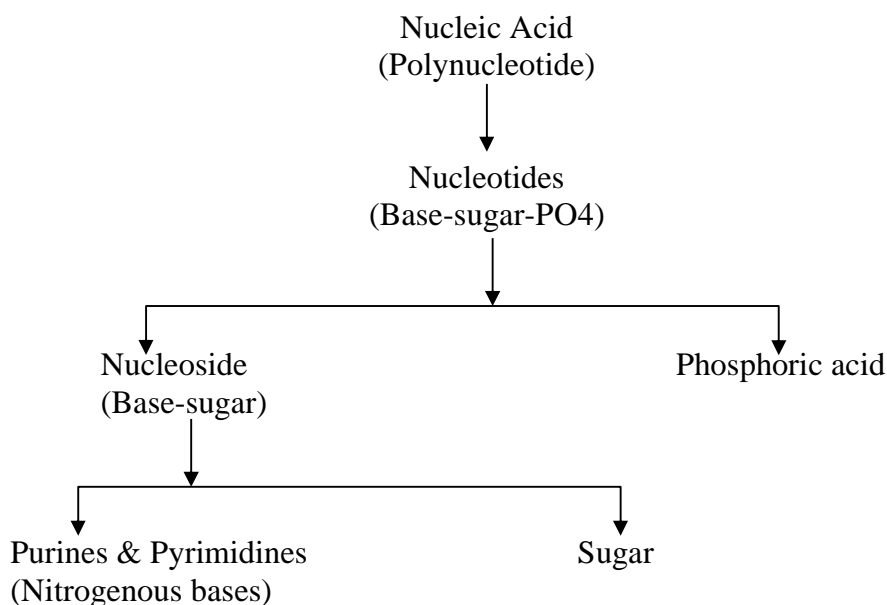 Nucleic Acid
(Polynucleotide)
Nucleotides
(Base-sugar-PO4)
Nucleoside
(Base-sugar)
Phosphoric acid
Purines & Pyrimidines
(Nitrogenous bases)
Sugar